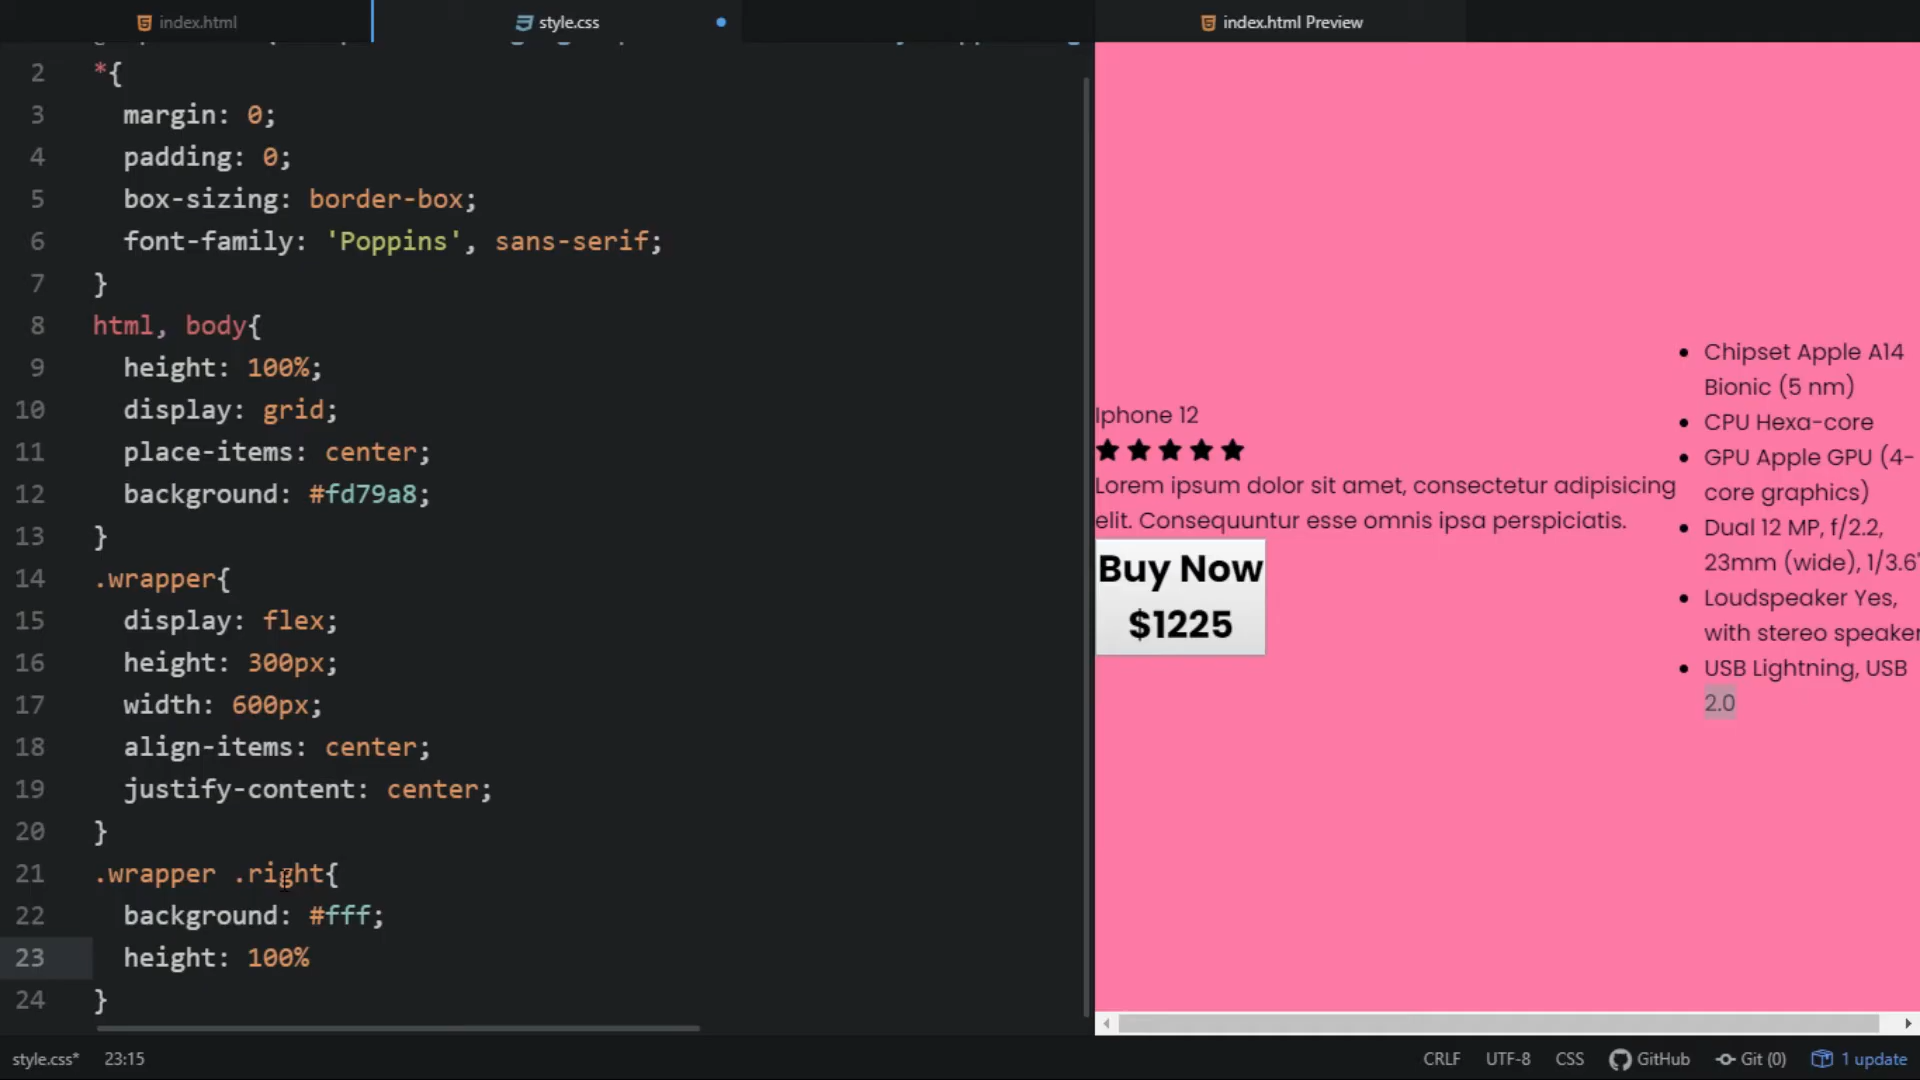 index.html
style.css
index.html Preview
2 *{
3 margin: 0;
4 padding: 0;
5 box-sizing: border-box;
6 font-family: 'Poppins', sans-serif;
7 }
8 html, body{
9 height: 100%;
10 display: grid;
11 place-items: center;
12 background: #fd79a8;
13 }
14 .wrapper{
15 display: flex;
16 height: 300px;
17 width: 600px;
18 align-items: center;
19 justify-content: center;
20 }
21 .wrapper .right{
22 background: #fff;
23 height: 100%
24 }
Iphone 12
Lorem ipsum dolor sit amet, consectetur adipisicing
elit. Consequuntur esse omnis ipsa perspiciatis.
Buy Now
$1225
Chipset Apple A14
Bionic (5 nm)
CPU Hexa-core
GPU Apple GPU (4-
core graphics)
Dual 12 MP, f/2.2,
23mm (wide), 1/3.6"
Loudspeaker Yes,
with stereo speaker
USB Lightning, USB
2.0
style.css* 23:15
CRLF UTF-8 CSS GitHub Git (0) 1 update